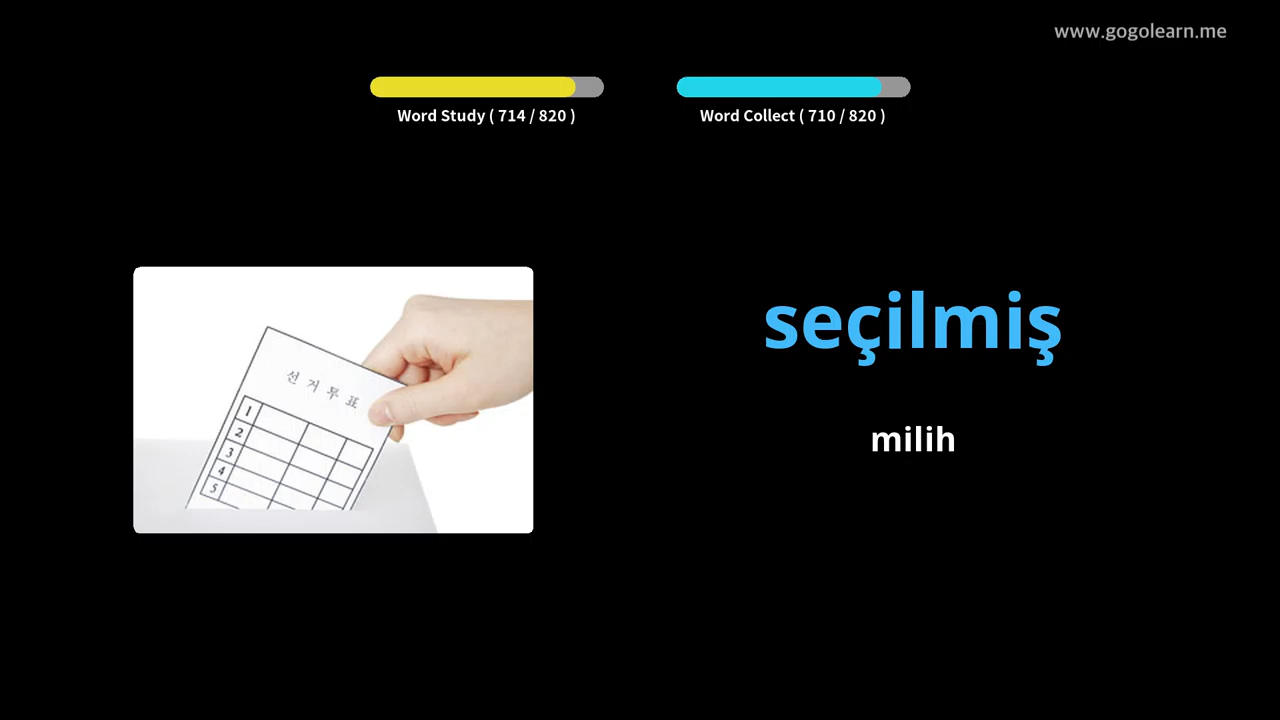 www.gogolearn.me
Word Study ( 714 / 820 )
Word Collect ( 710 / 820 )
선거투표
1
2
3
4
5
seçilmiş
milih